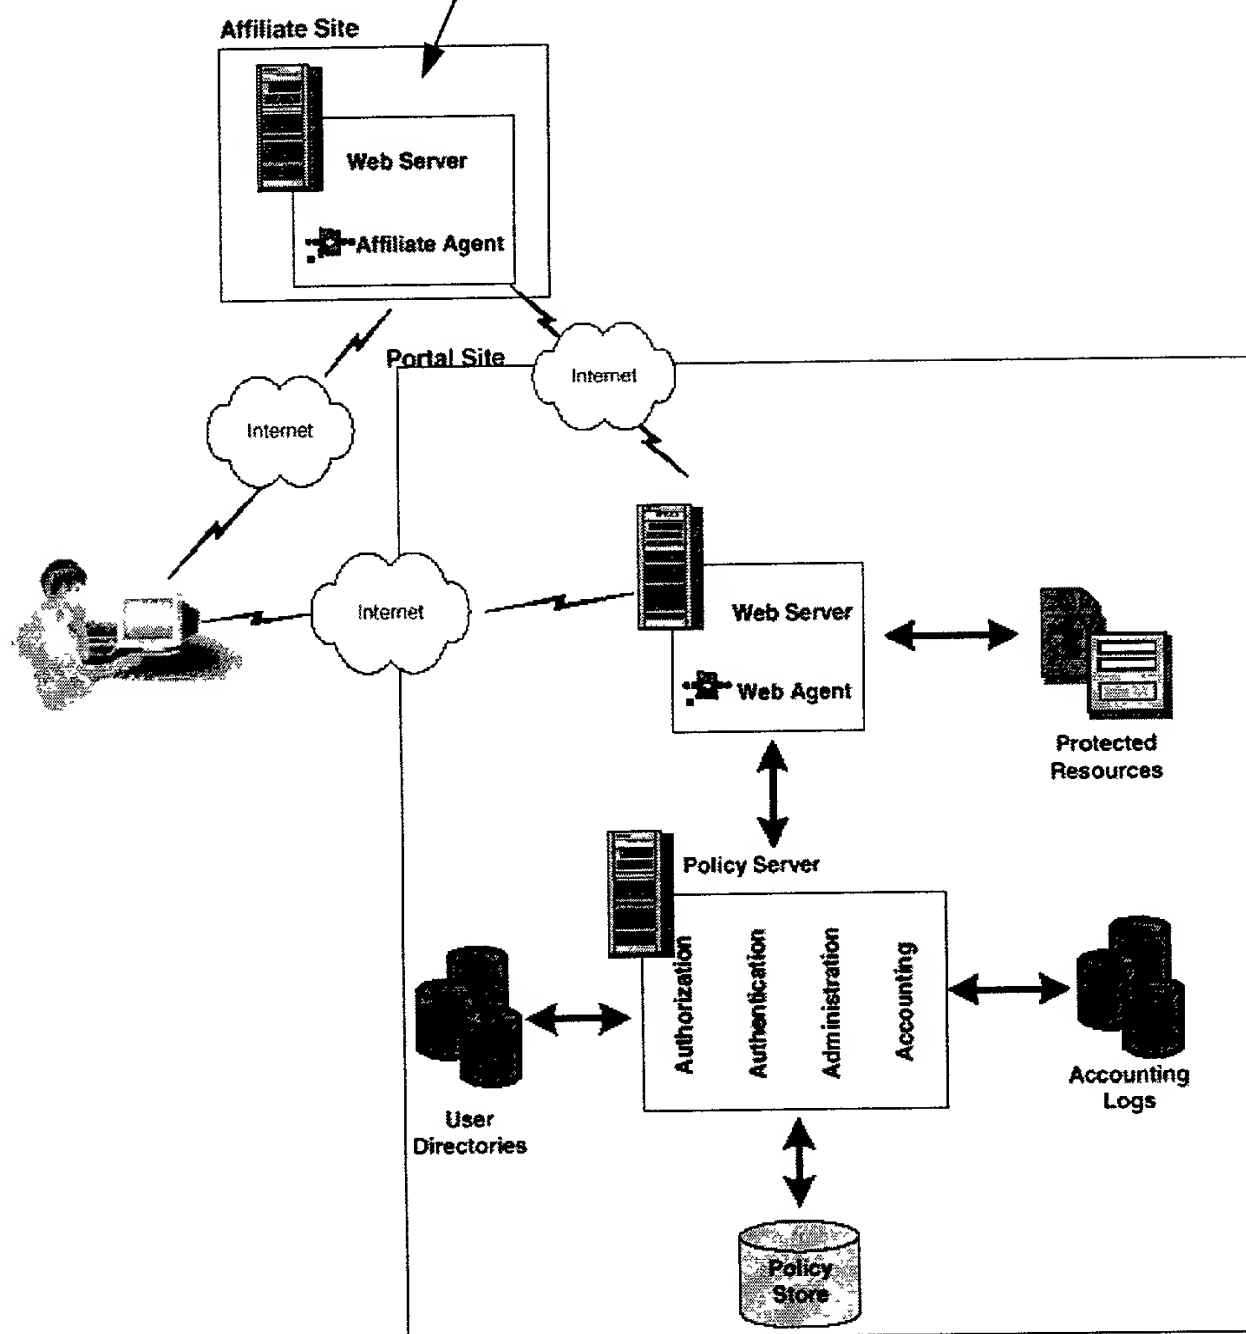 Affiliate Site
Web Server
Affiliate Agent
Portal Site
Internet
Internet
Internet
Web Server
Web Agent
Protected
Resources
Policy Server
Authorization
Authentication
Administration
Accounting
User
Directories
Accounting
Logs
Policy
Store